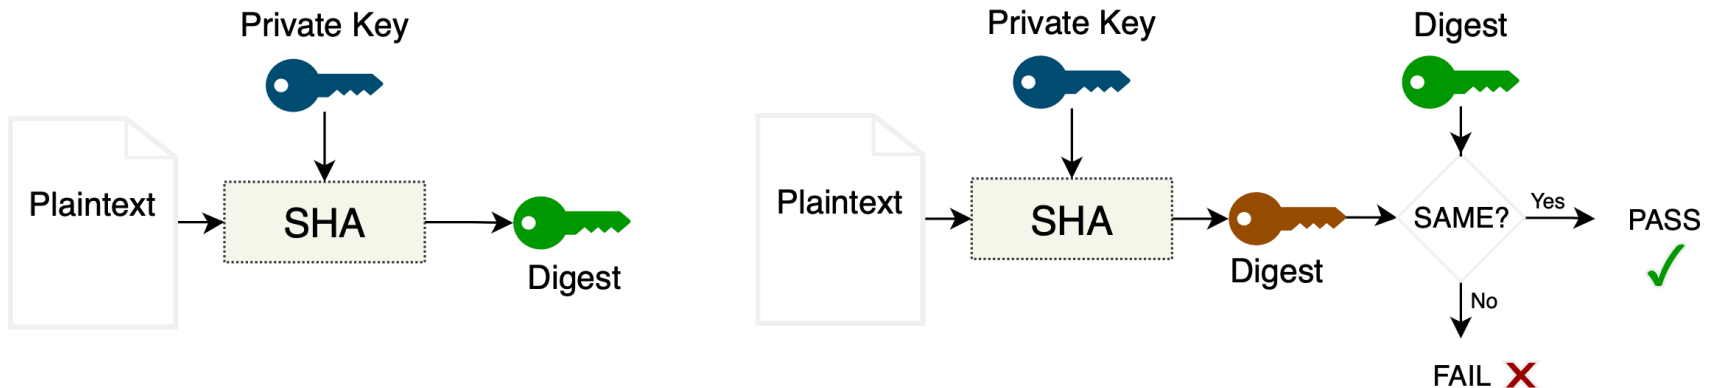 Private Key
Plaintext
SHA
Digest
Private Key
Digest
Plaintext
SHA
Digest
SAME?
Yes
PASS
No
FAIL